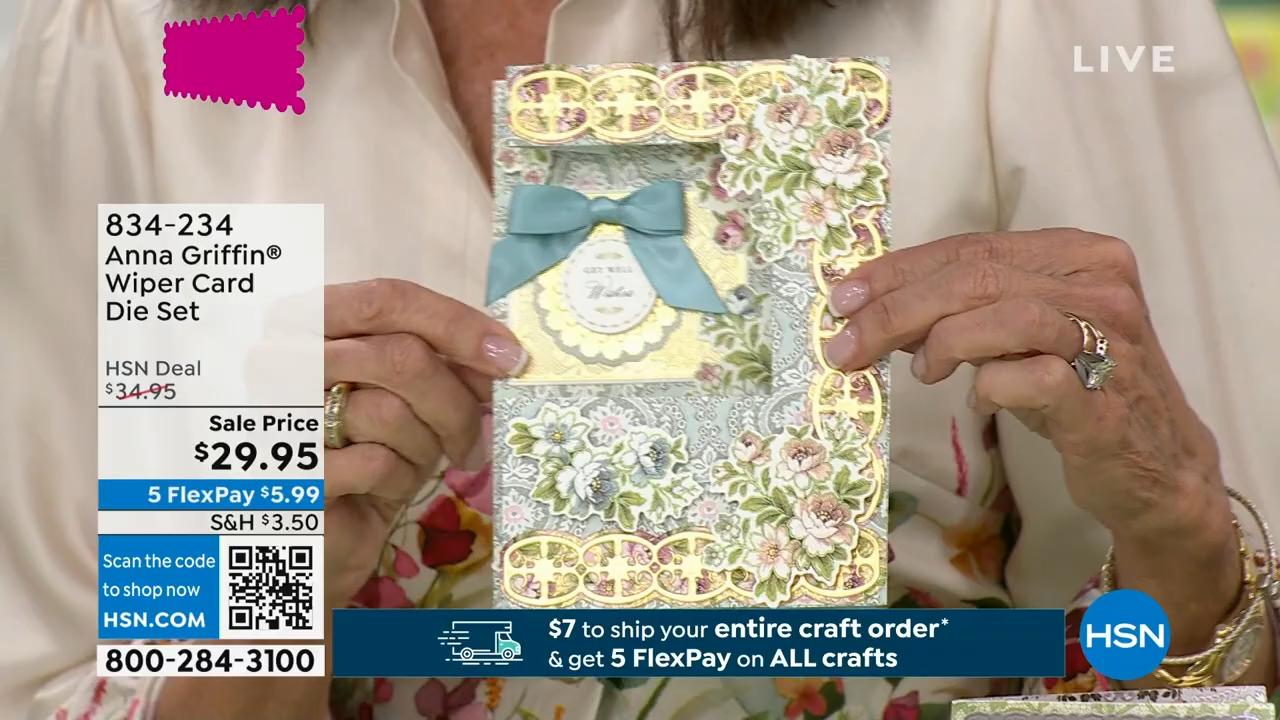 LIVE
834-234
Anna Griffin®
Wiper Card
Die Set
HSN Deal
$34.95
Sale Price
$29.95
5 FlexPay $5.99
S&H $3.50
Scan the code
to shop now
HSN.COM
800-284-3100
GET WELL
Wishes
$7 to ship your entire craft order*
& get 5 FlexPay on ALL crafts
HSN